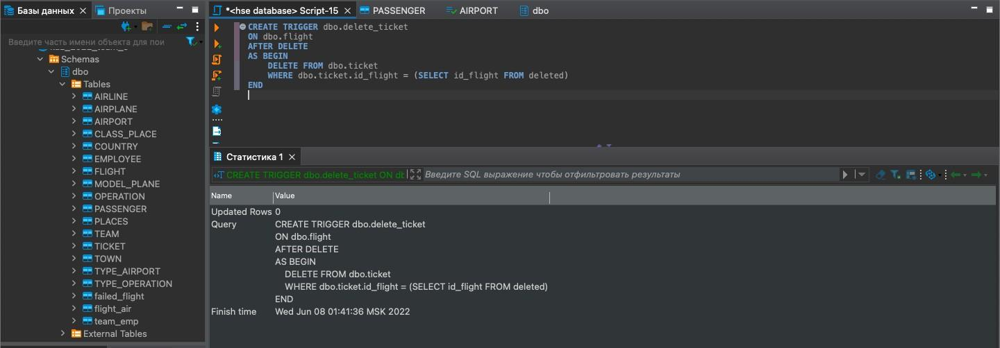 Базы данных
Проекты
Введите часть имени объекта для пои
Schemas
dbo
Tables
AIRLINE
AIRPLANE
AIRPORT
CLASS_PLACE
COUNTRY
EMPLOYEE
FLIGHT
MODEL_PLANE
OPERATION
PASSENGER
PLACES
TEAM
TICKET
TOWN
TYPE_AIRPORT
TYPE_OPERATION
failed_flight
flight_air
team_emp
External Tables
*<hse database> Script-15
PASSENGER
AIRPORT
dbo
CREATE TRIGGER dbo.delete_ticket
ON dbo.flight
AFTER DELETE
AS BEGIN
DELETE FROM dbo.ticket
WHERE dbo.ticket.id_flight = (SELECT id_flight FROM deleted)
END
Статистика 1
CREATE TRIGGER dbo.delete_ticket ON db
Введите SQL выражение чтобы отфильтровать результаты
Name Value
Updated Rows 0
Query CREATE TRIGGER dbo.delete_ticket
ON dbo.flight
AFTER DELETE
AS BEGIN
DELETE FROM dbo.ticket
WHERE dbo.ticket.id_flight = (SELECT id_flight FROM deleted)
END
Finish time Wed Jun 08 01:41:36 MSK 2022